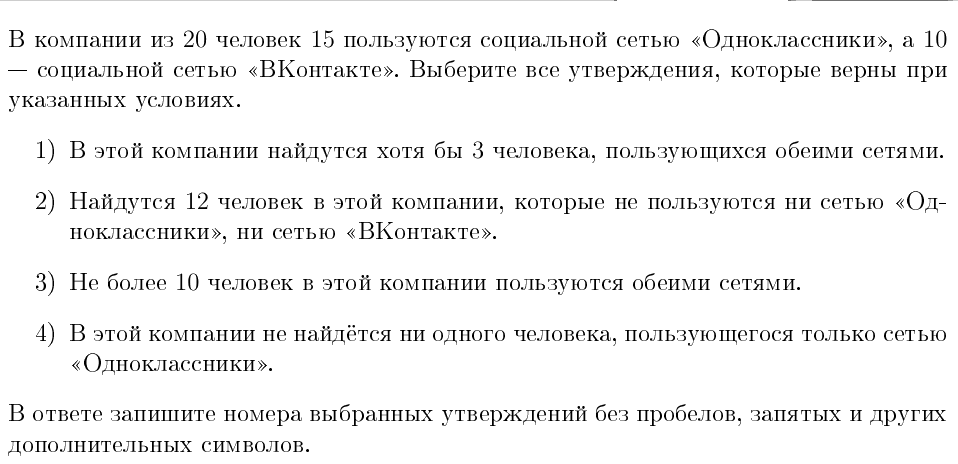 В компании из 20 человек 15 пользуются социальной сетью «Одноклассники», а 10
— социальной сетью «ВКонтакте». Выберите все утверждения, которые верны при
указанных условиях.
1) В этой компании найдутся хотя бы 3 человека, пользующихся обеими сетями.
2) Найдутся 12 человек в этой компании, которые не пользуются ни сетью «Од-
ноклассники», ни сетью «ВКонтакте».
3) Не более 10 человек в этой компании пользуются обеими сетями.
4) В этой компании не найдётся ни одного человека, пользующегося только сетью
«Одноклассники».
В ответе запишите номера выбранных утверждений без пробелов, запятых и других
дополнительных символов.